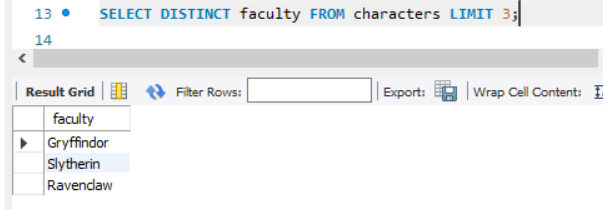 13 SELECT DISTINCT faculty FROM characters LIMIT 3;
14
Result Grid Filter Rows: Export: Wrap Cell Content:
faculty
Gryffindor
Slytherin
Ravenclaw